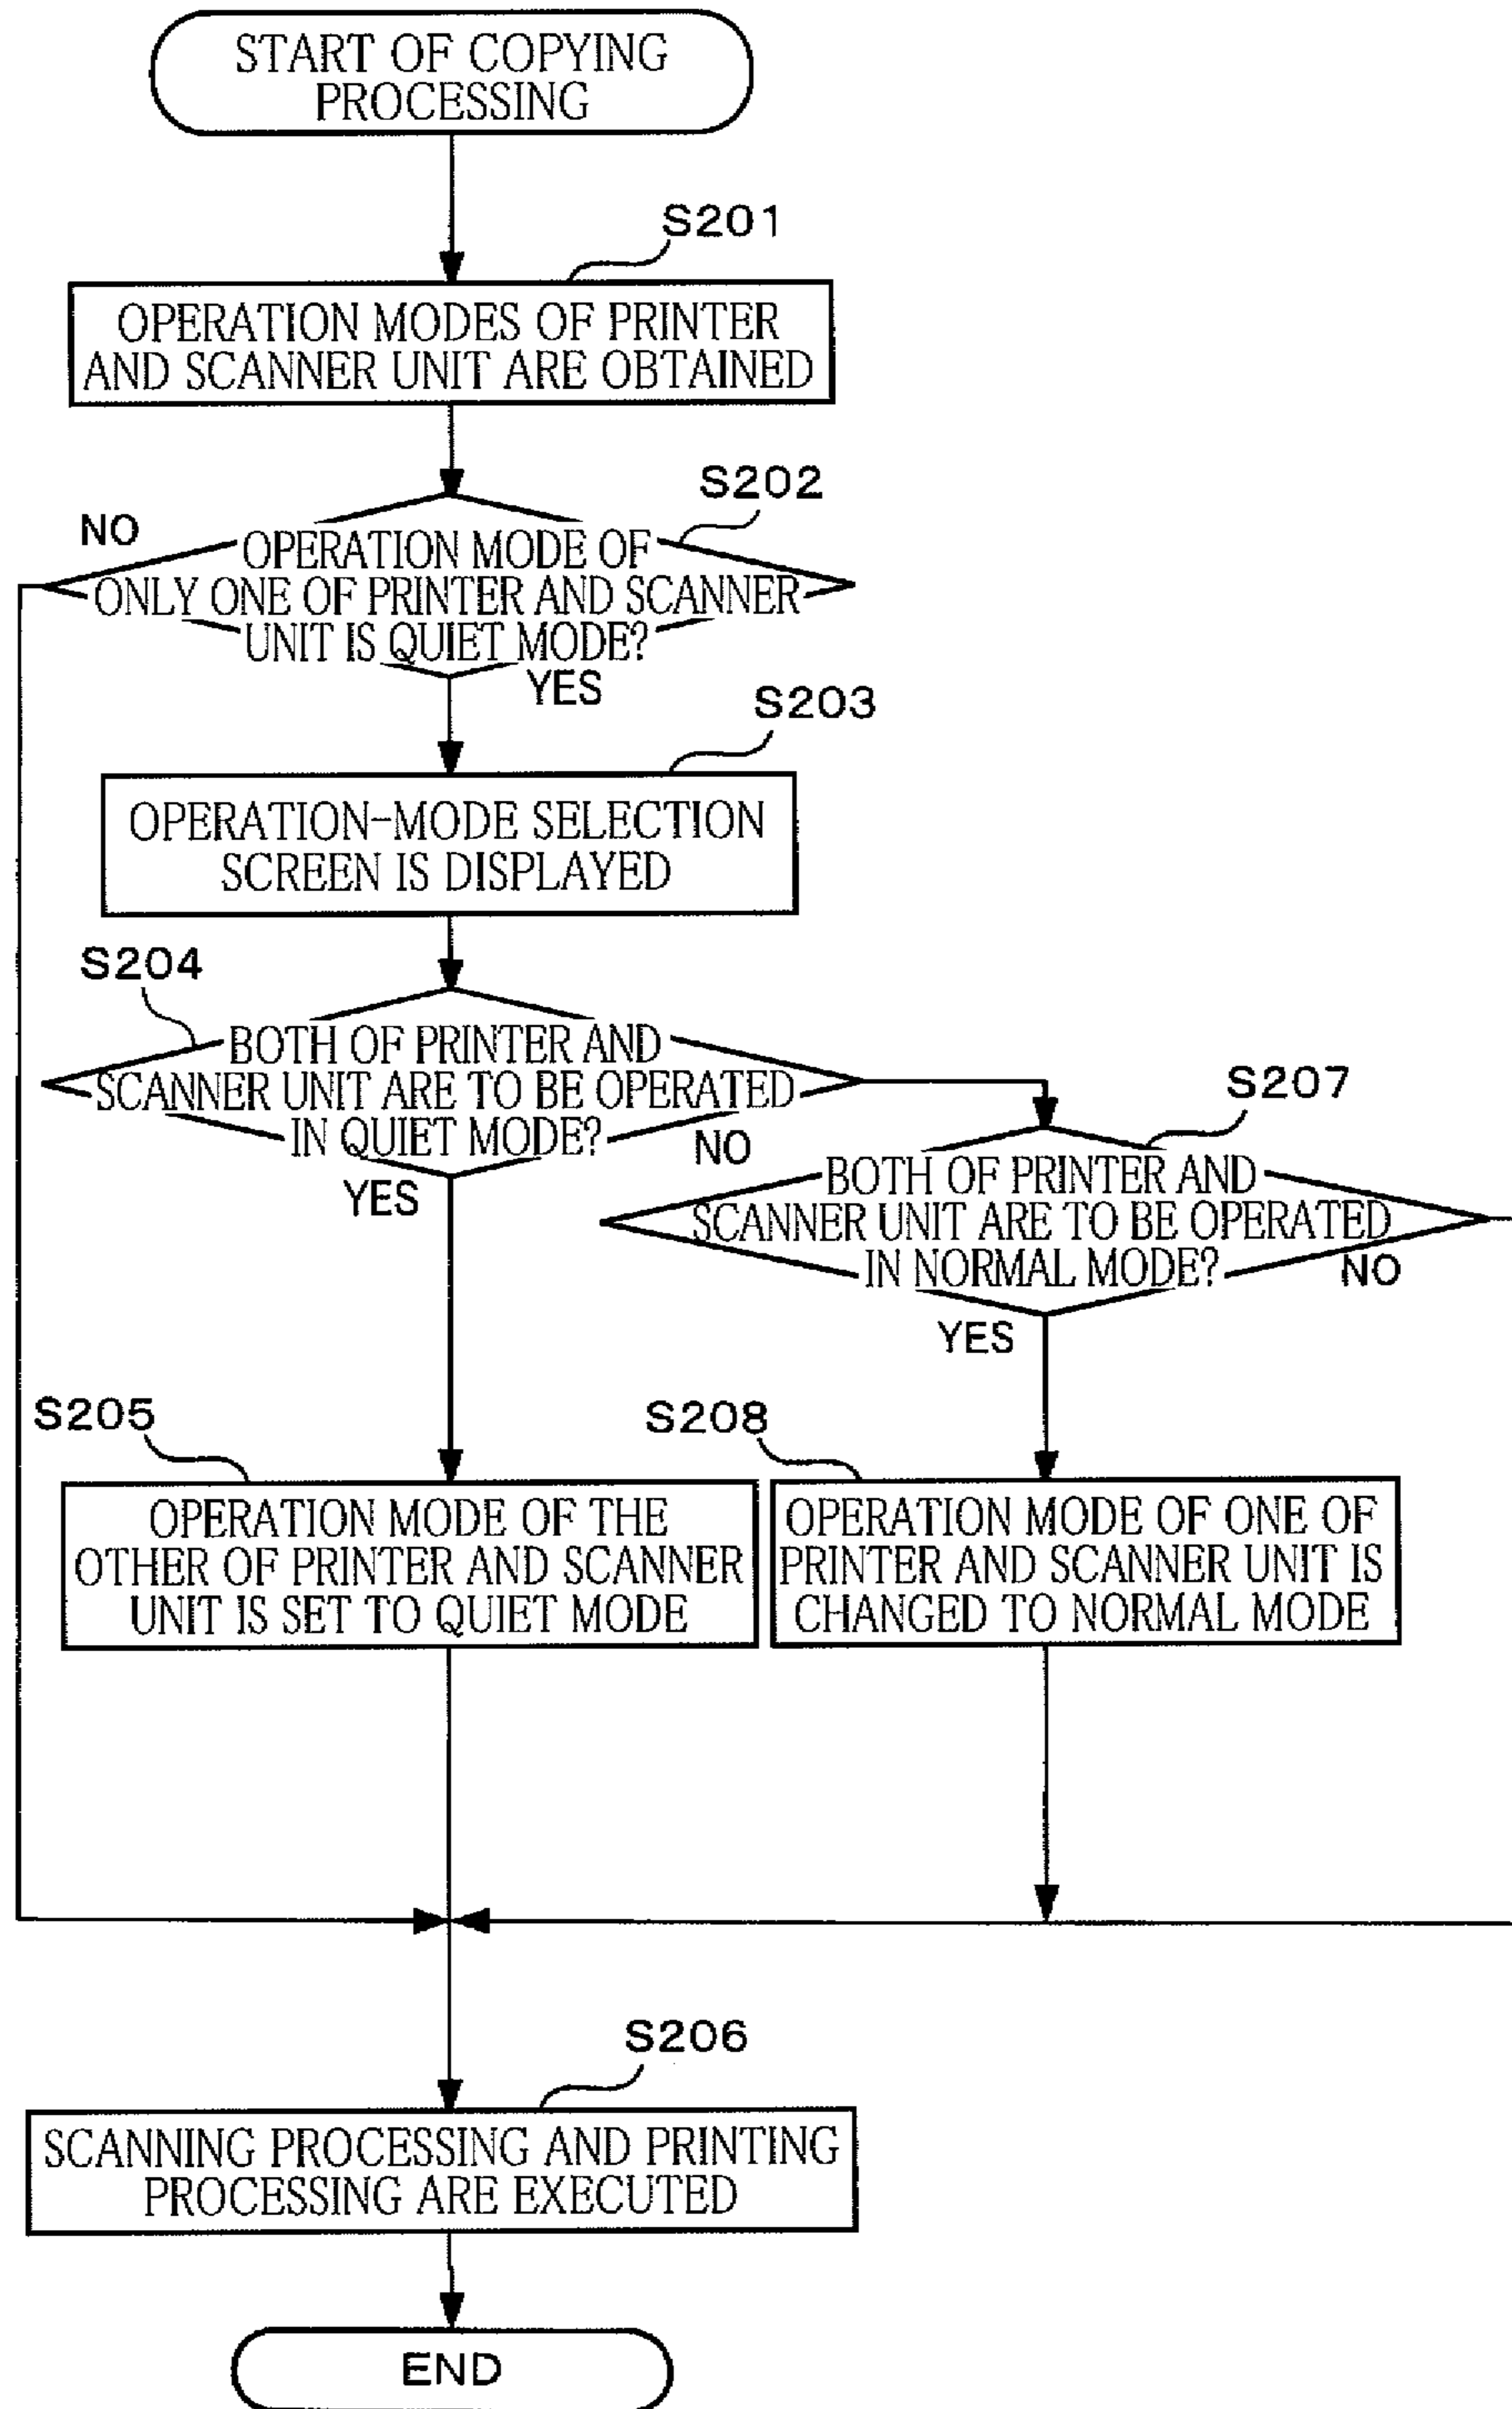 START OF COPYING
PROCESSING
S201
OPERATION MODES OF PRINTER
AND SCANNER UNIT ARE OBTAINED
S202
NO
OPERATION MODE OF
ONLY ONE OF PRINTER AND SCANNER
UNIT IS QUIET MODE?
YES
S203
OPERATION-MODE SELECTION
SCREEN IS DISPLAYED
S204
BOTH OF PRINTER AND
SCANNER UNIT ARE TO BE OPERATED
IN QUIET MODE?
NO
YES
S207
BOTH OF PRINTER AND
SCANNER UNIT ARE TO BE OPERATED
IN NORMAL MODE?
NO
YES
S205
OPERATION MODE OF THE
OTHER OF PRINTER AND SCANNER
UNIT IS SET TO QUIET MODE
S208
OPERATION MODE OF ONE OF
PRINTER AND SCANNER UNIT IS
CHANGED TO NORMAL MODE
S206
SCANNING PROCESSING AND PRINTING
PROCESSING ARE EXECUTED
END